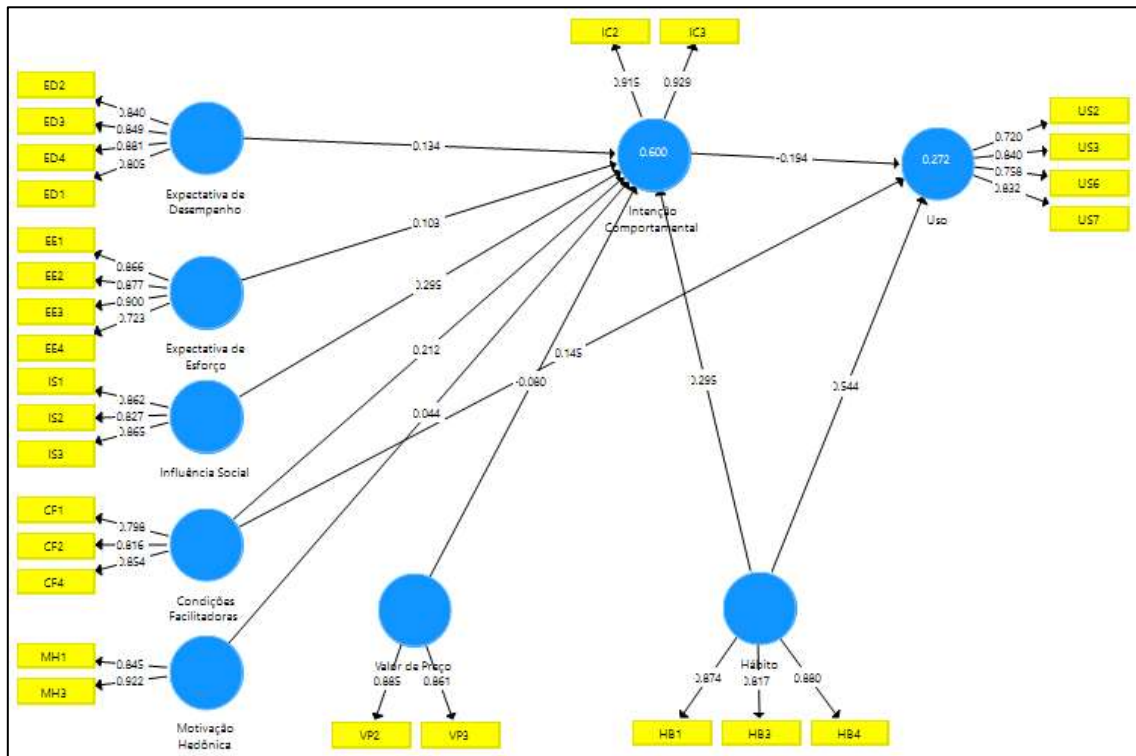 IC2
IC3
0.915
0.929
ED2
ED3
ED4
ED1
0.840
0.849
0.881
0.805
Expectativa de
Desempenho
0.134
0.600
Intenção
Comportamental
-0.194
0.272
Uso
US2
US3
US6
US7
0.720
0.840
0.758
0.832
EE1
EE2
EE3
EE4
0.866
0.877
0.900
0.723
Expectativa de
Esforço
0.103
IS1
IS2
IS3
0.862
0.827
0.865
Influência Social
0.295
CF1
CF2
CF4
0.798
0.816
0.854
Condições
Facilitadoras
0.212
0.145
MH1
MH3
0.845
0.922
Motivação
Hedônica
0.044
-0.080
Valor de Preço
0.885
0.861
VP2
VP3
0.295
0.544
Hábito
0.874
0.817
0.880
HB1
HB3
HB4